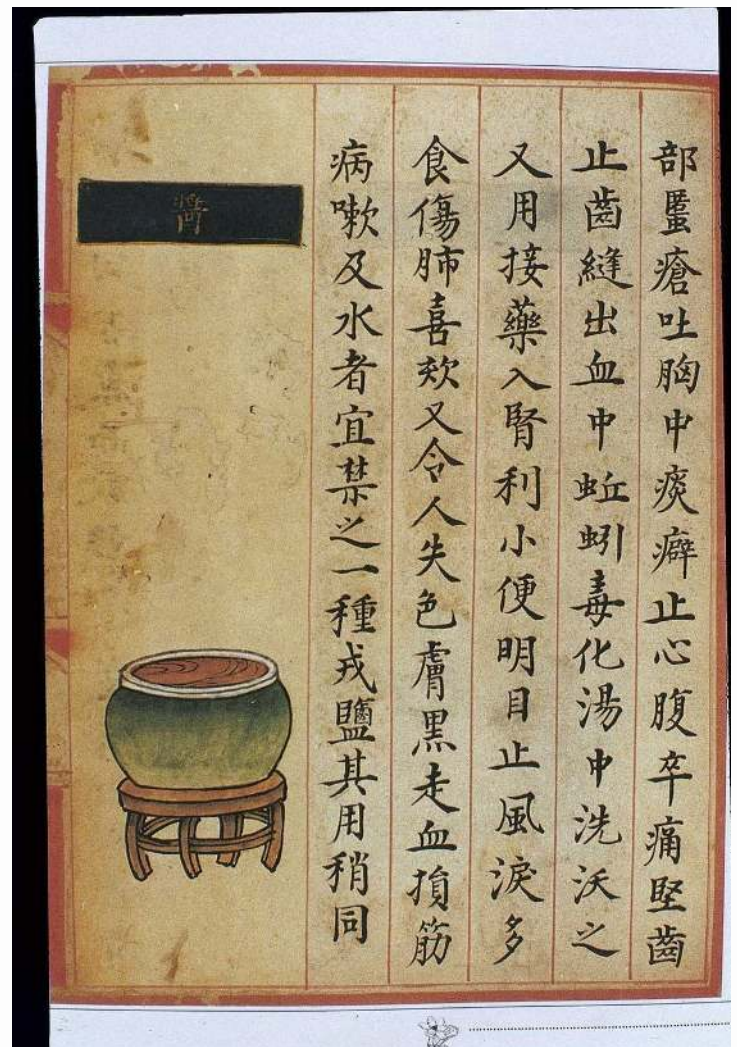 部䘌瘡吐胸中痰癖止心腹卒痛堅齒
止齒縫出血中蚯蚓毒化湯中洗沃之
又用接藥入腎利小便明目止風淚多
食傷肺喜欬又令人失色膚黑走血損筋
病嗽及水者宜禁之一種戎鹽其用稍同
醬